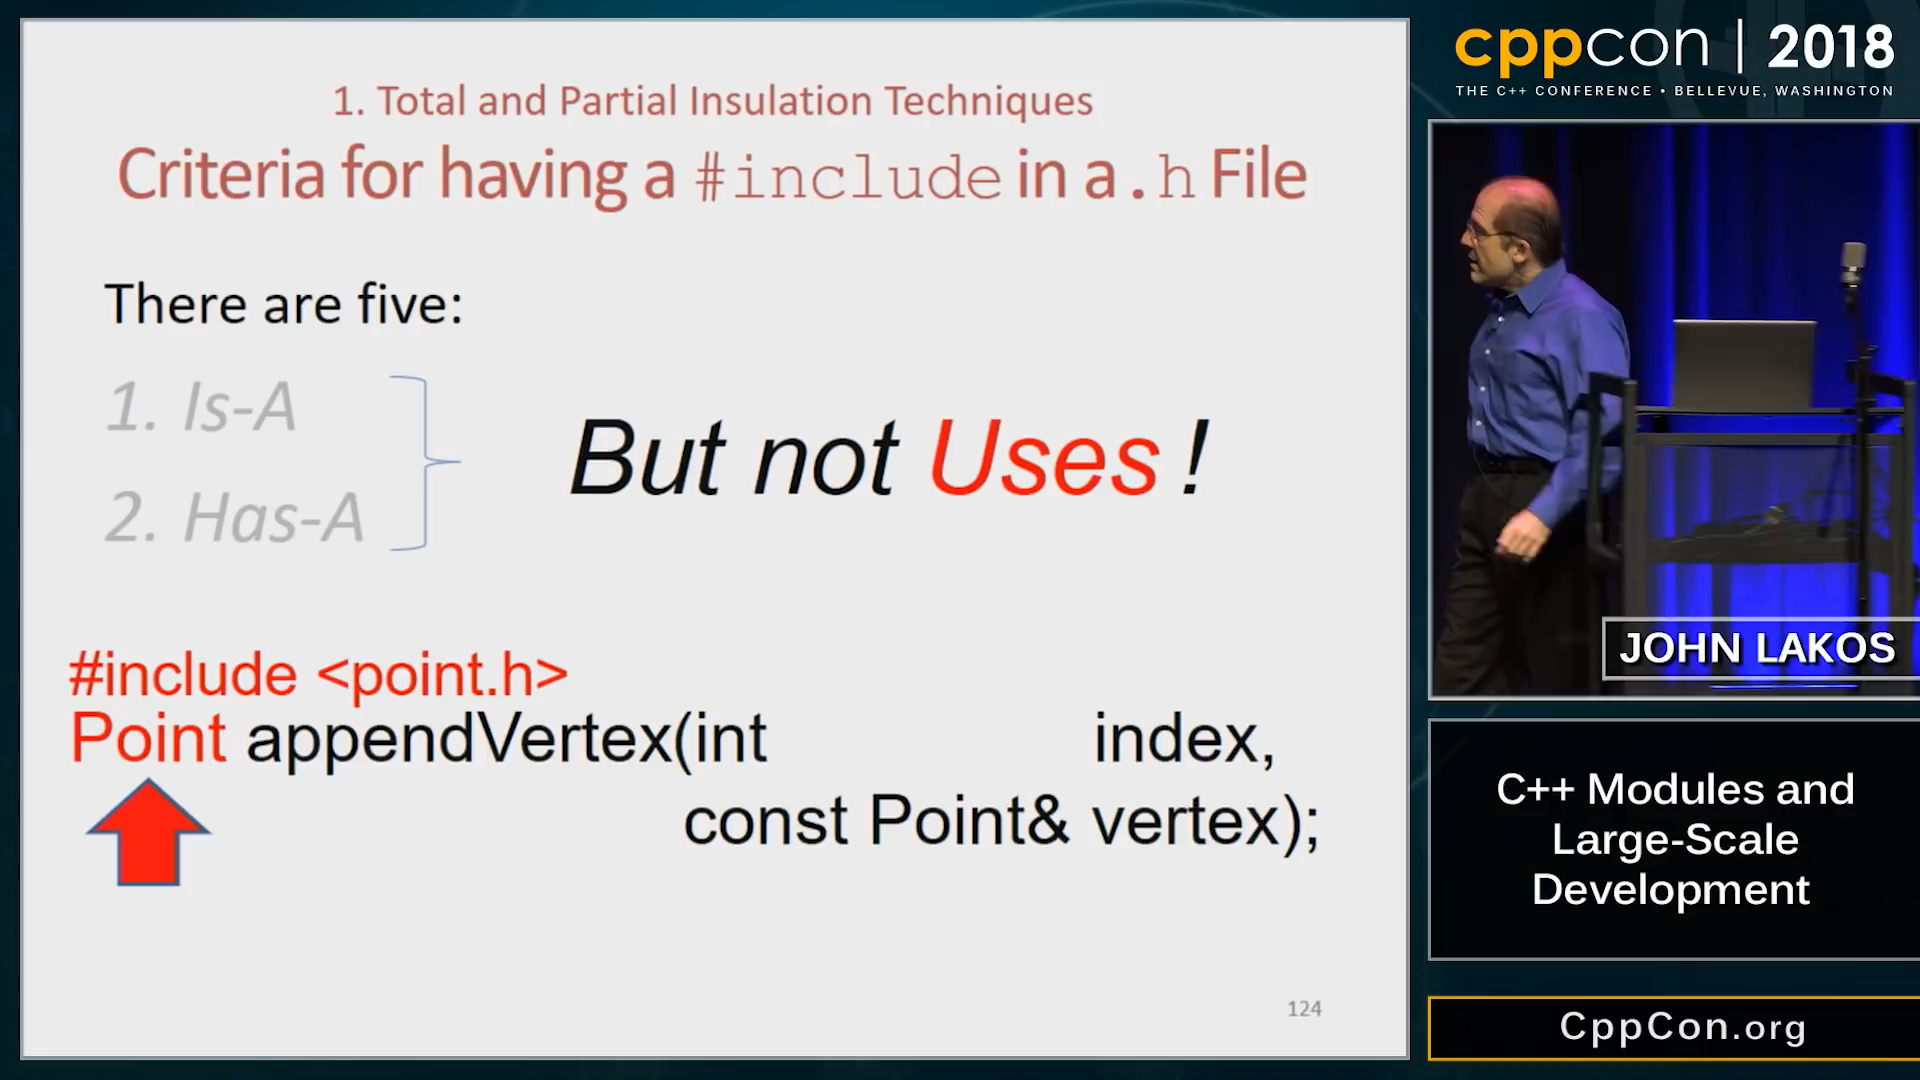 1. Total and Partial Insulation Techniques
Criteria for having a #include in a .h File
There are five:
1. Is-A
2. Has-A
But not Uses !
#include <point.h>
Point appendVertex(int index,
const Point& vertex);
124
cppcon | 2018
THE C++ CONFERENCE • BELLEVUE, WASHINGTON
JOHN LAKOS
C++ Modules and
Large-Scale
Development
CppCon.org